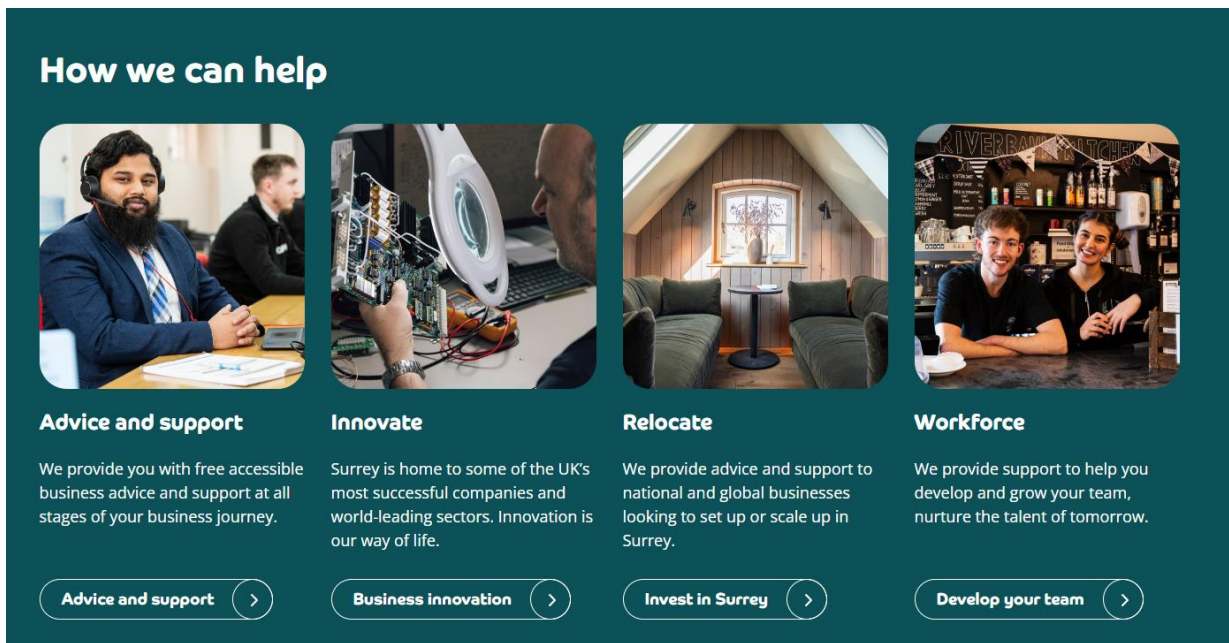 How we can help
RIVERBANK KITCHEN
Advice and support
We provide you with free accessible
business advice and support at all
stages of your business journey.
Advice and support
Innovate
Surrey is home to some of the UK's
most successful companies and
world-leading sectors. Innovation is
our way of life.
Business innovation
Relocate
We provide advice and support to
national and global businesses
looking to set up or scale up in
Surrey.
Invest in Surrey
Workforce
We provide support to help you
develop and grow your team,
nurture the talent of tomorrow.
Develop your team